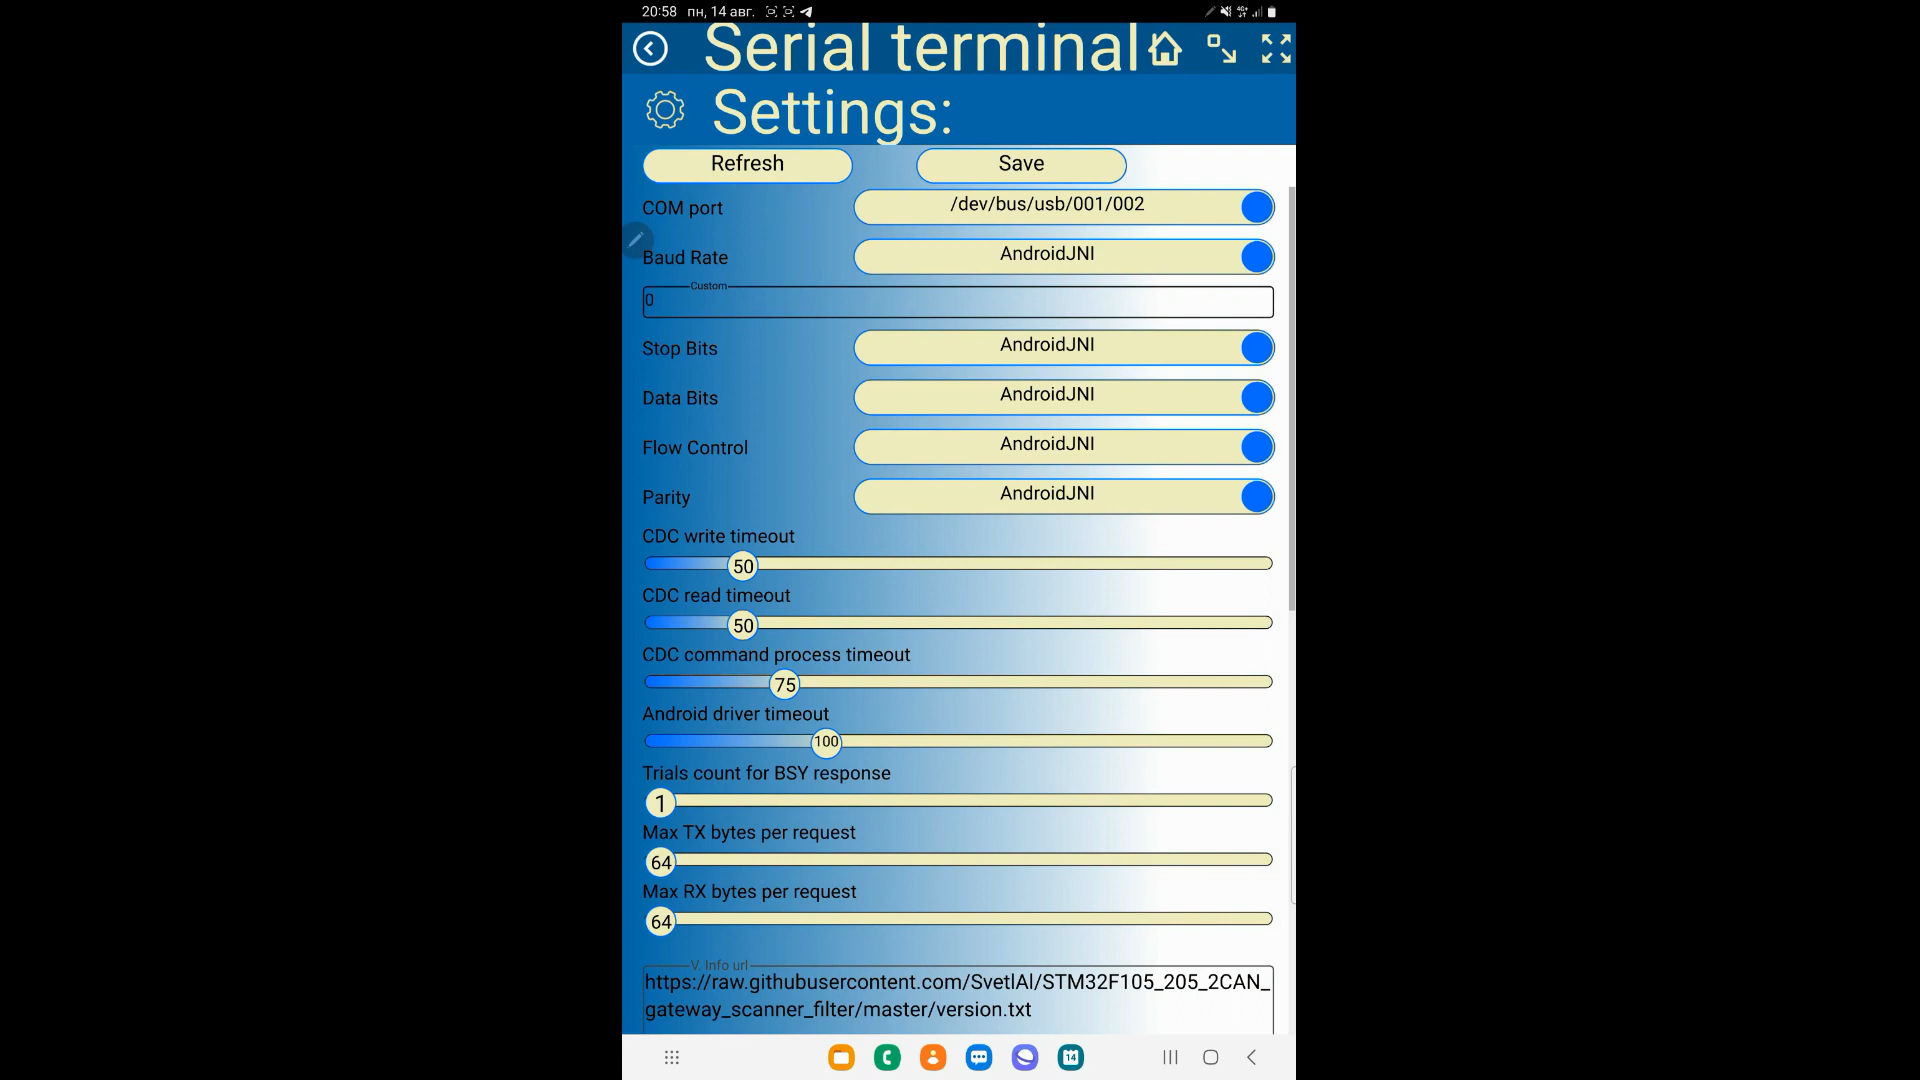 20:58 пн, 14 авг.
Serial terminal
Settings:
Refresh Save
COM port /dev/bus/usb/001/002
Baud Rate AndroidJNI
Custom
0
Stop Bits AndroidJNI
Data Bits AndroidJNI
Flow Control AndroidJNI
Parity AndroidJNI
CDC write timeout
50
CDC read timeout
50
CDC command process timeout
75
Android driver timeout
100
Trials count for BSY response
1
Max TX bytes per request
64
Max RX bytes per request
64
V. Info url
https://raw.githubusercontent.com/SvetlAl/STM32F105_205_2CAN_
gateway_scanner_filter/master/version.txt
14